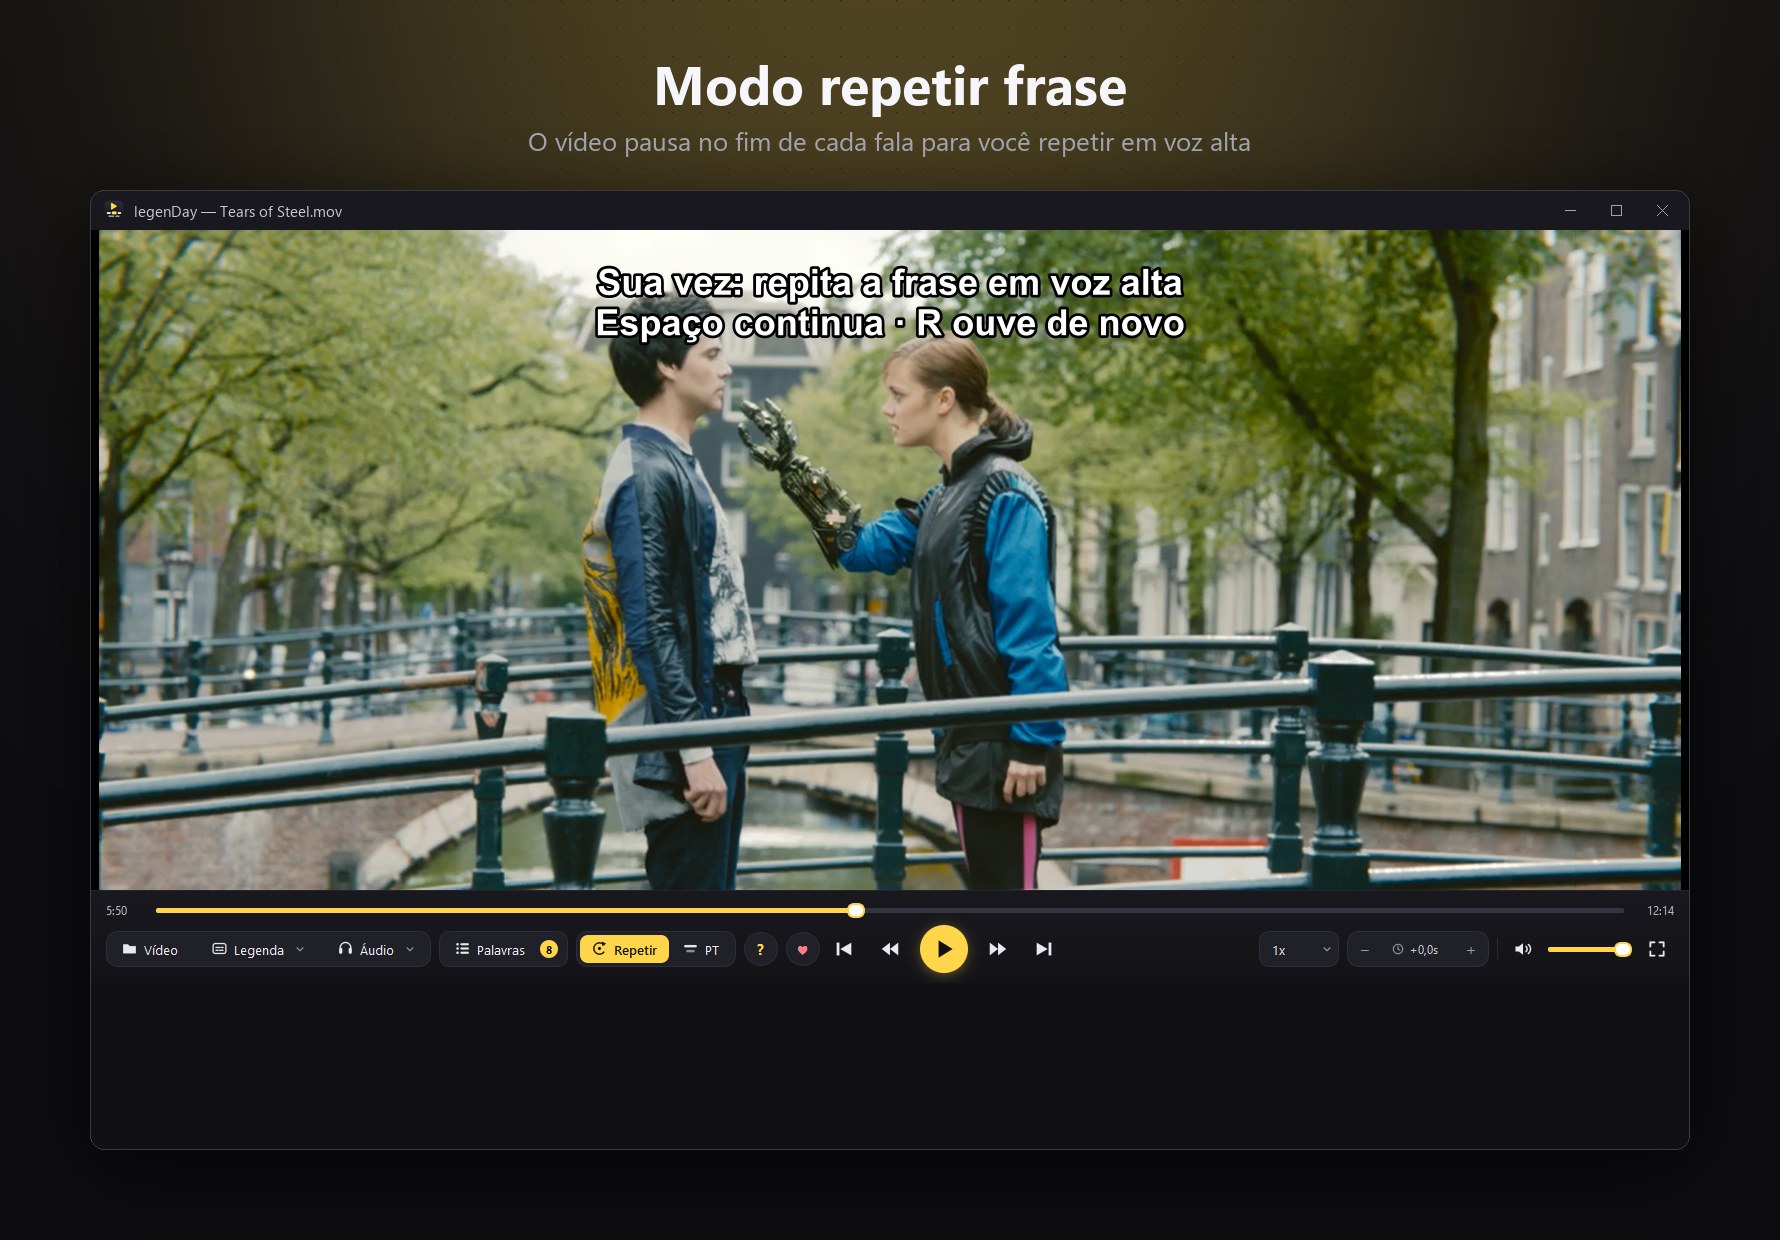 Modo repetir frase
O vídeo pausa no fim de cada fala para você repetir em voz alta
legenDay — Tears of Steel.mov
Sua vez: repita a frase em voz alta
Espaço continua · R ouve de novo
5:50
12:14
Vídeo Legenda Áudio Palavras 8 Repetir PT ? 1x − +0,0s +